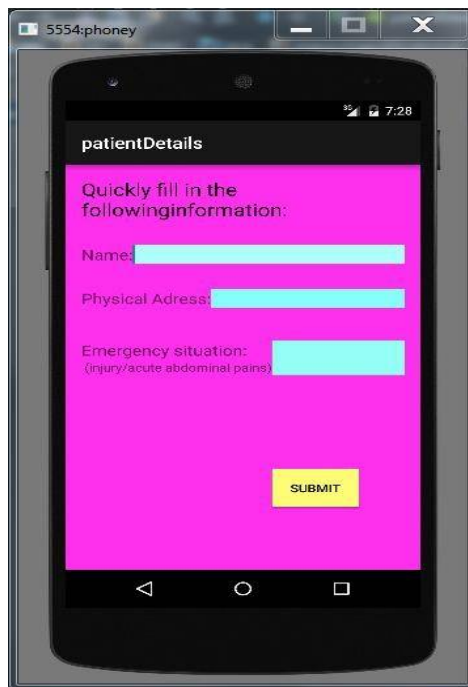 5554:phoney
3G 7:28
patientDetails
Quickly fill in the
followinginformation:
Name:
Physical Adress:
Emergency situation:
(injury/acute abdominal pains)
SUBMIT